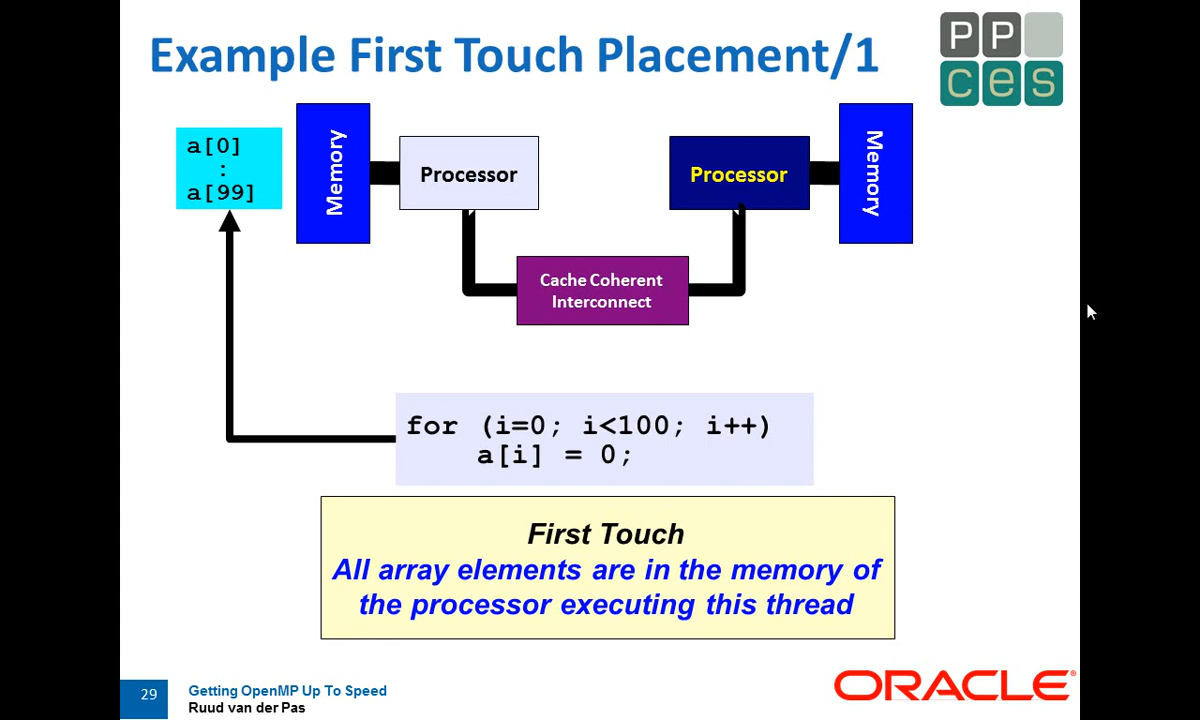 Example First Touch Placement/1
PP
ces
a[0]
:
a[99]
Memory
Processor
Processor
Memory
Cache Coherent
Interconnect
for (i=0; i<100; i++)
a[i] = 0;
First Touch
All array elements are in the memory of
the processor executing this thread
29
Getting OpenMP Up To Speed
Ruud van der Pas
ORACLE®